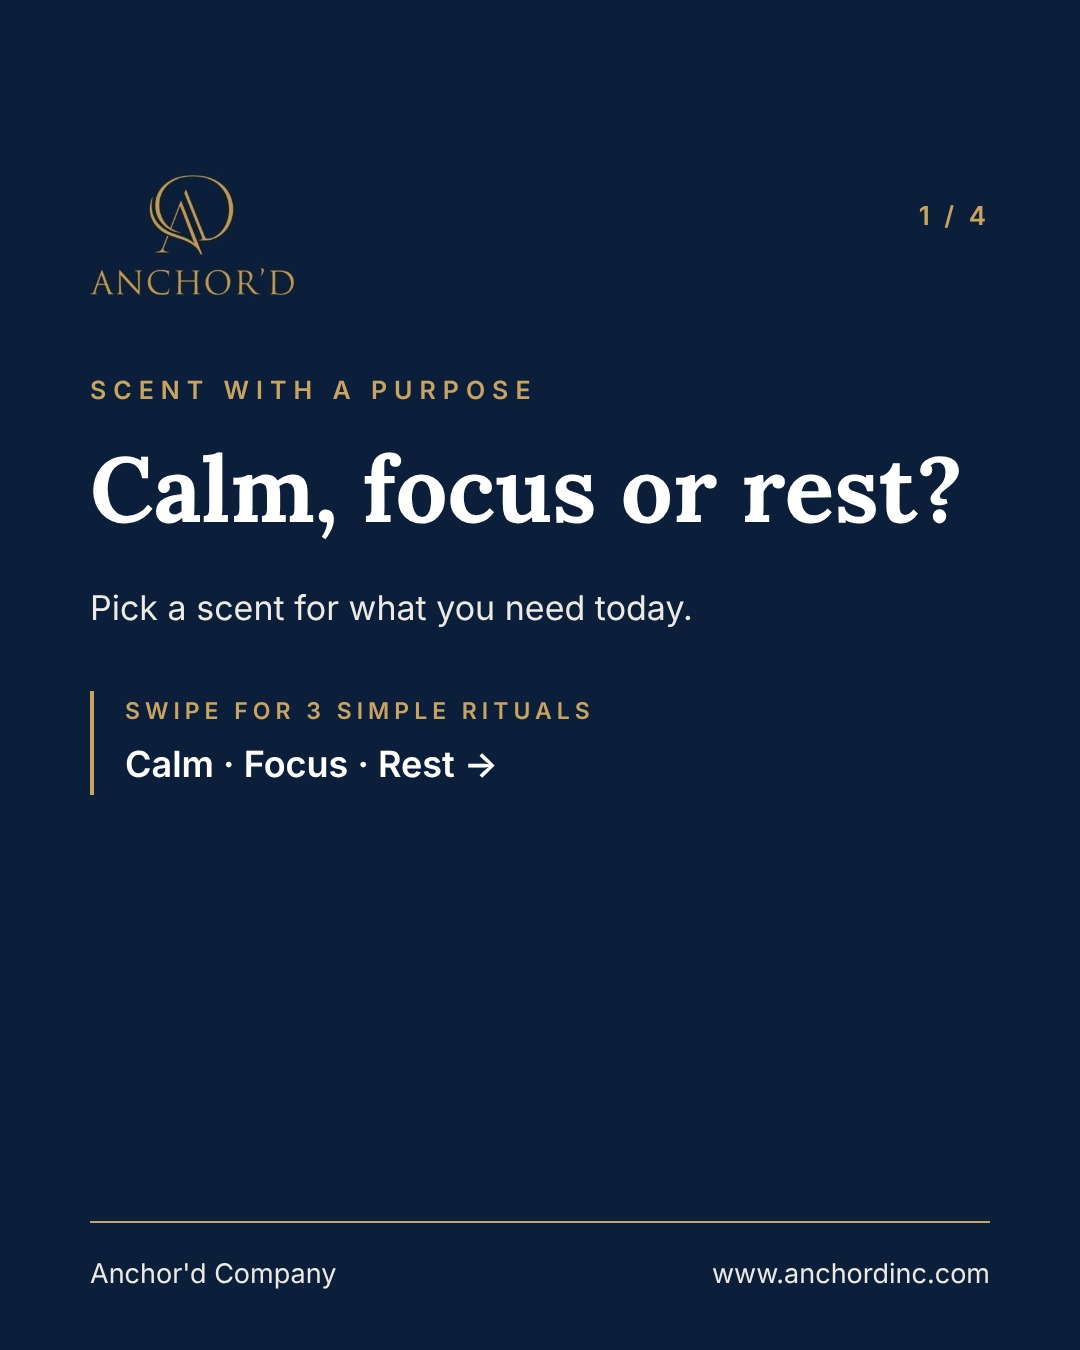 ANCHOR’D
1 / 4
SCENT WITH A PURPOSE
Calm, focus or rest?
Pick a scent for what you need today.
SWIPE FOR 3 SIMPLE RITUALS
Calm · Focus · Rest →
Anchor'd Company
www.anchordinc.com